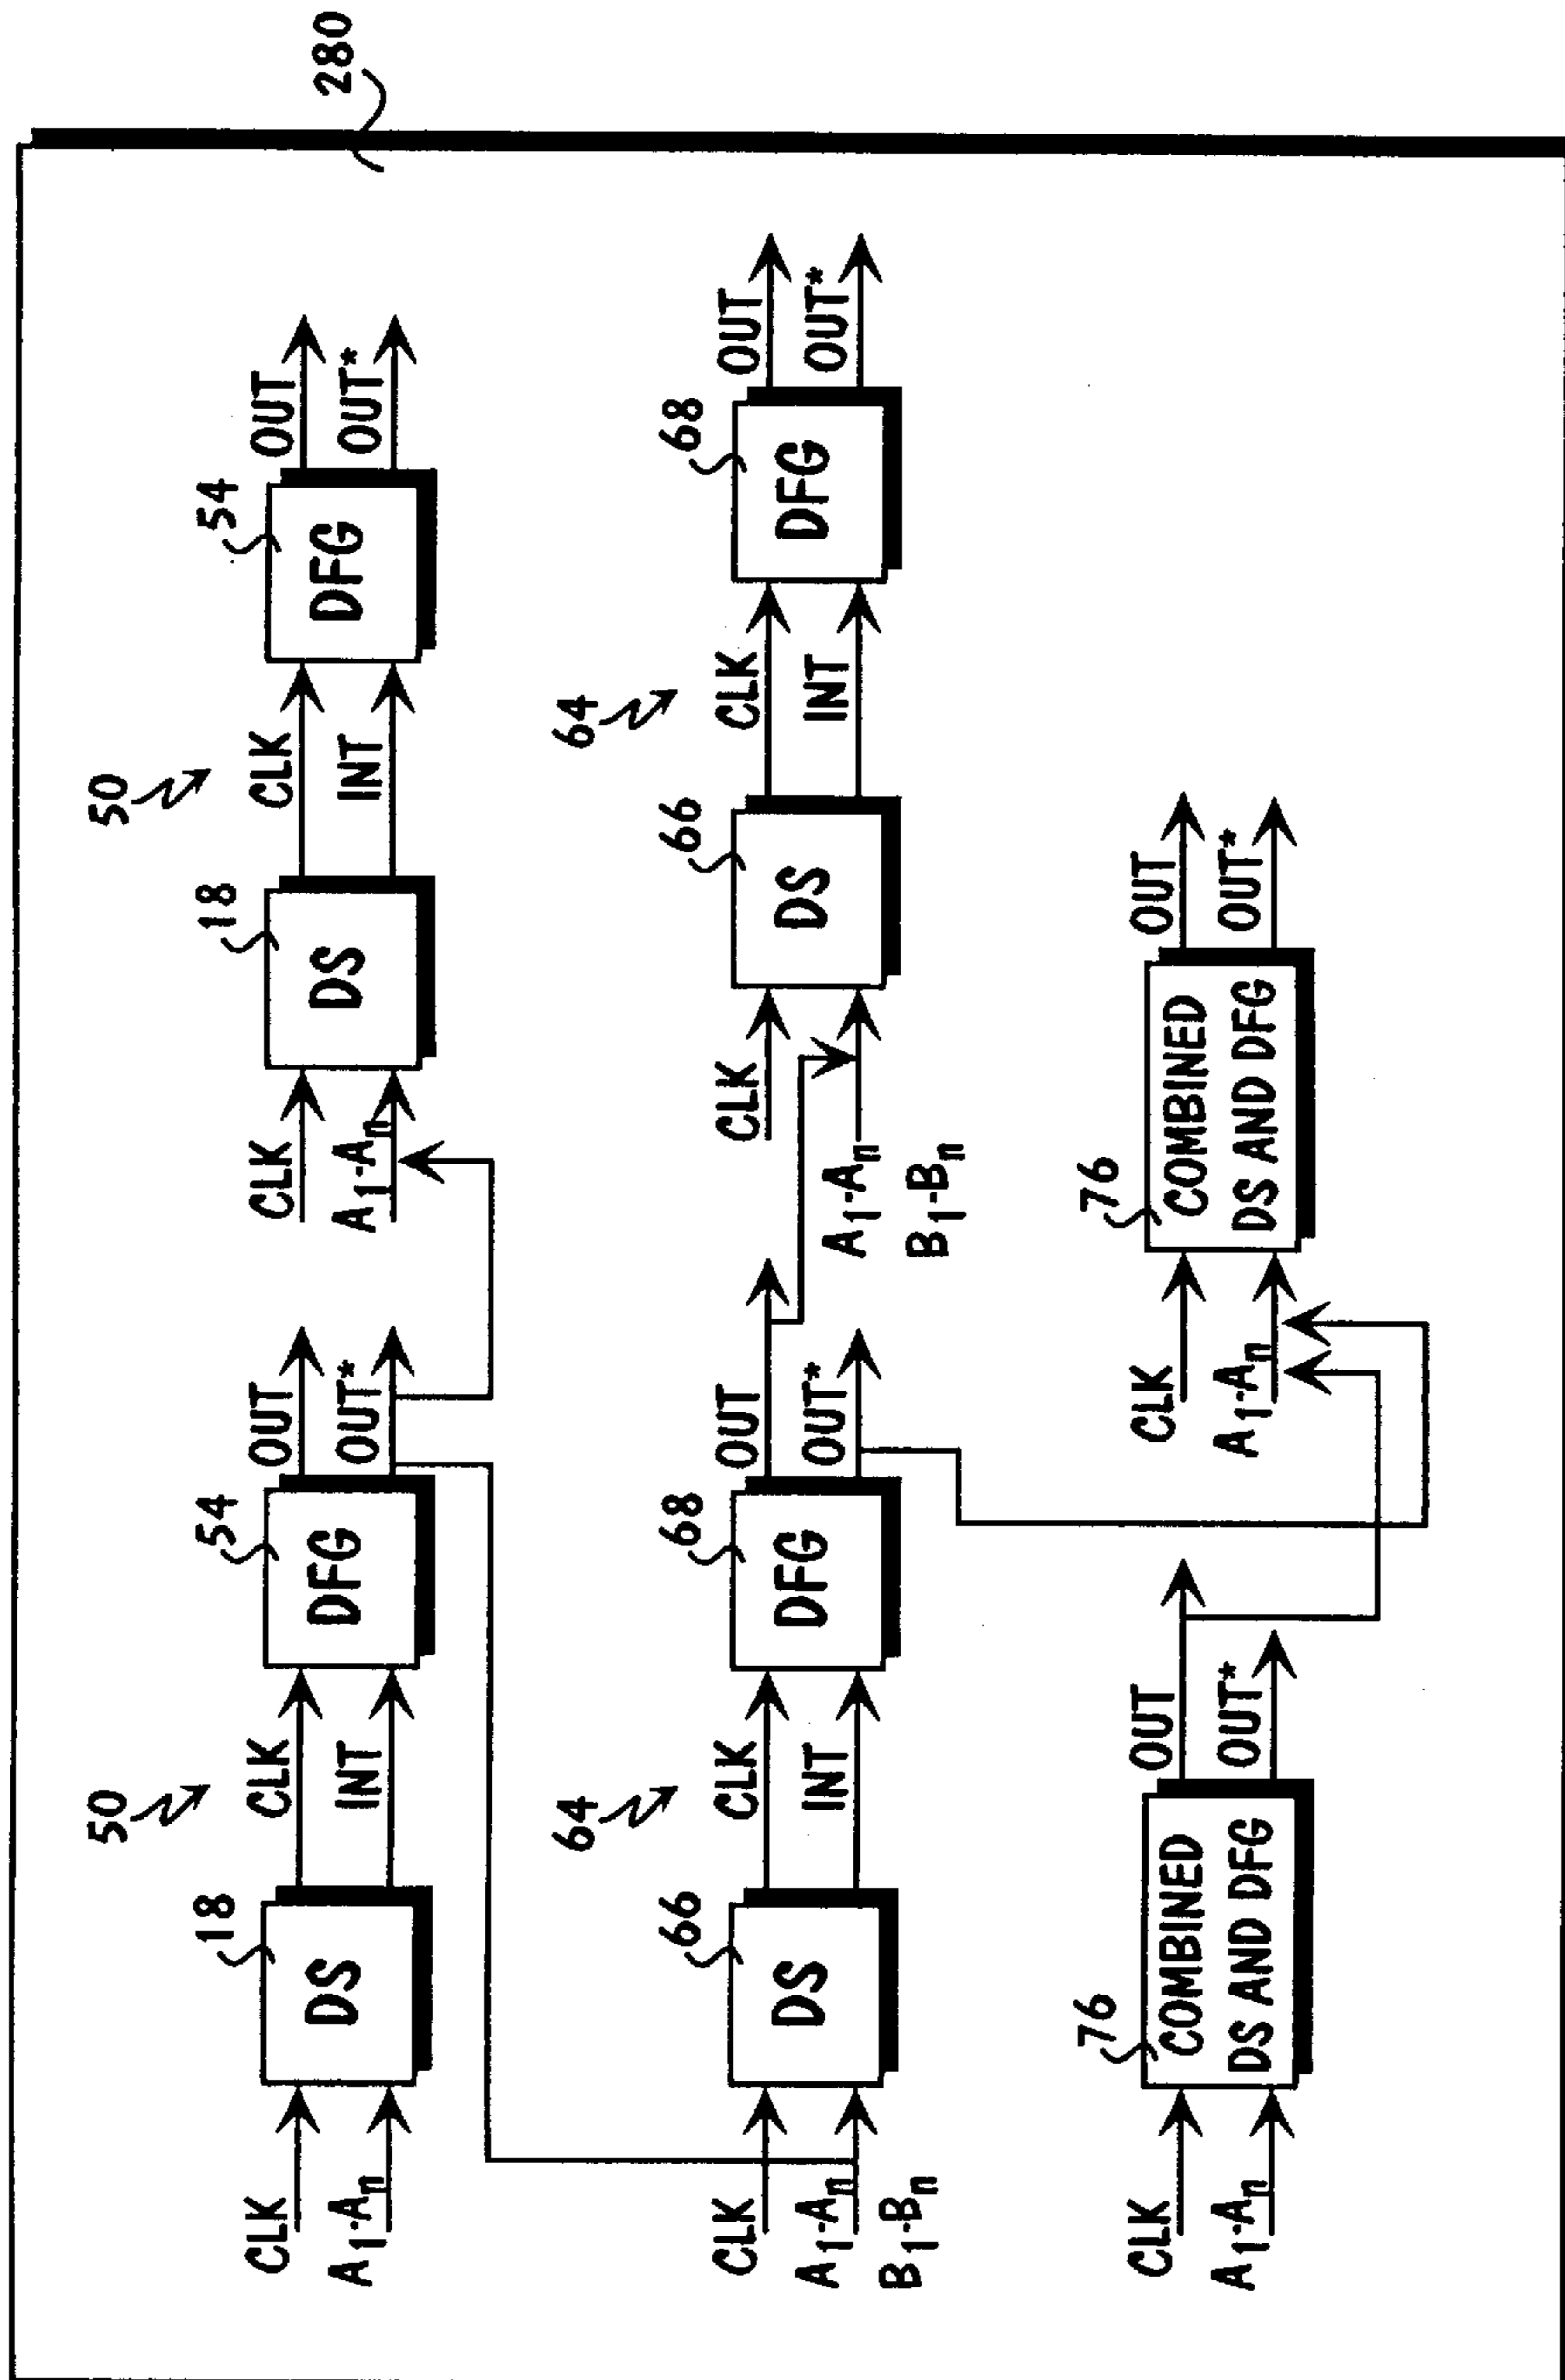 280
50
50
18
54
18
54
CLK
CLK
OUT
CLK
CLK
OUT
DS
DFG
DS
DFG
A₁-Aₙ
INT
OUT*
A₁-Aₙ
INT
OUT*
64
64
66
68
66
68
CLK
CLK
OUT
CLK
CLK
OUT
DS
DFG
DS
DFG
A₁-Aₙ
INT
OUT*
A₁-Aₙ
INT
OUT*
B₁-Bₙ
B₁-Bₙ
76
76
CLK
COMBINED
OUT
CLK
COMBINED
OUT
A₁-Aₙ
DS AND DFG
OUT*
A₁-Aₙ
DS AND DFG
OUT*